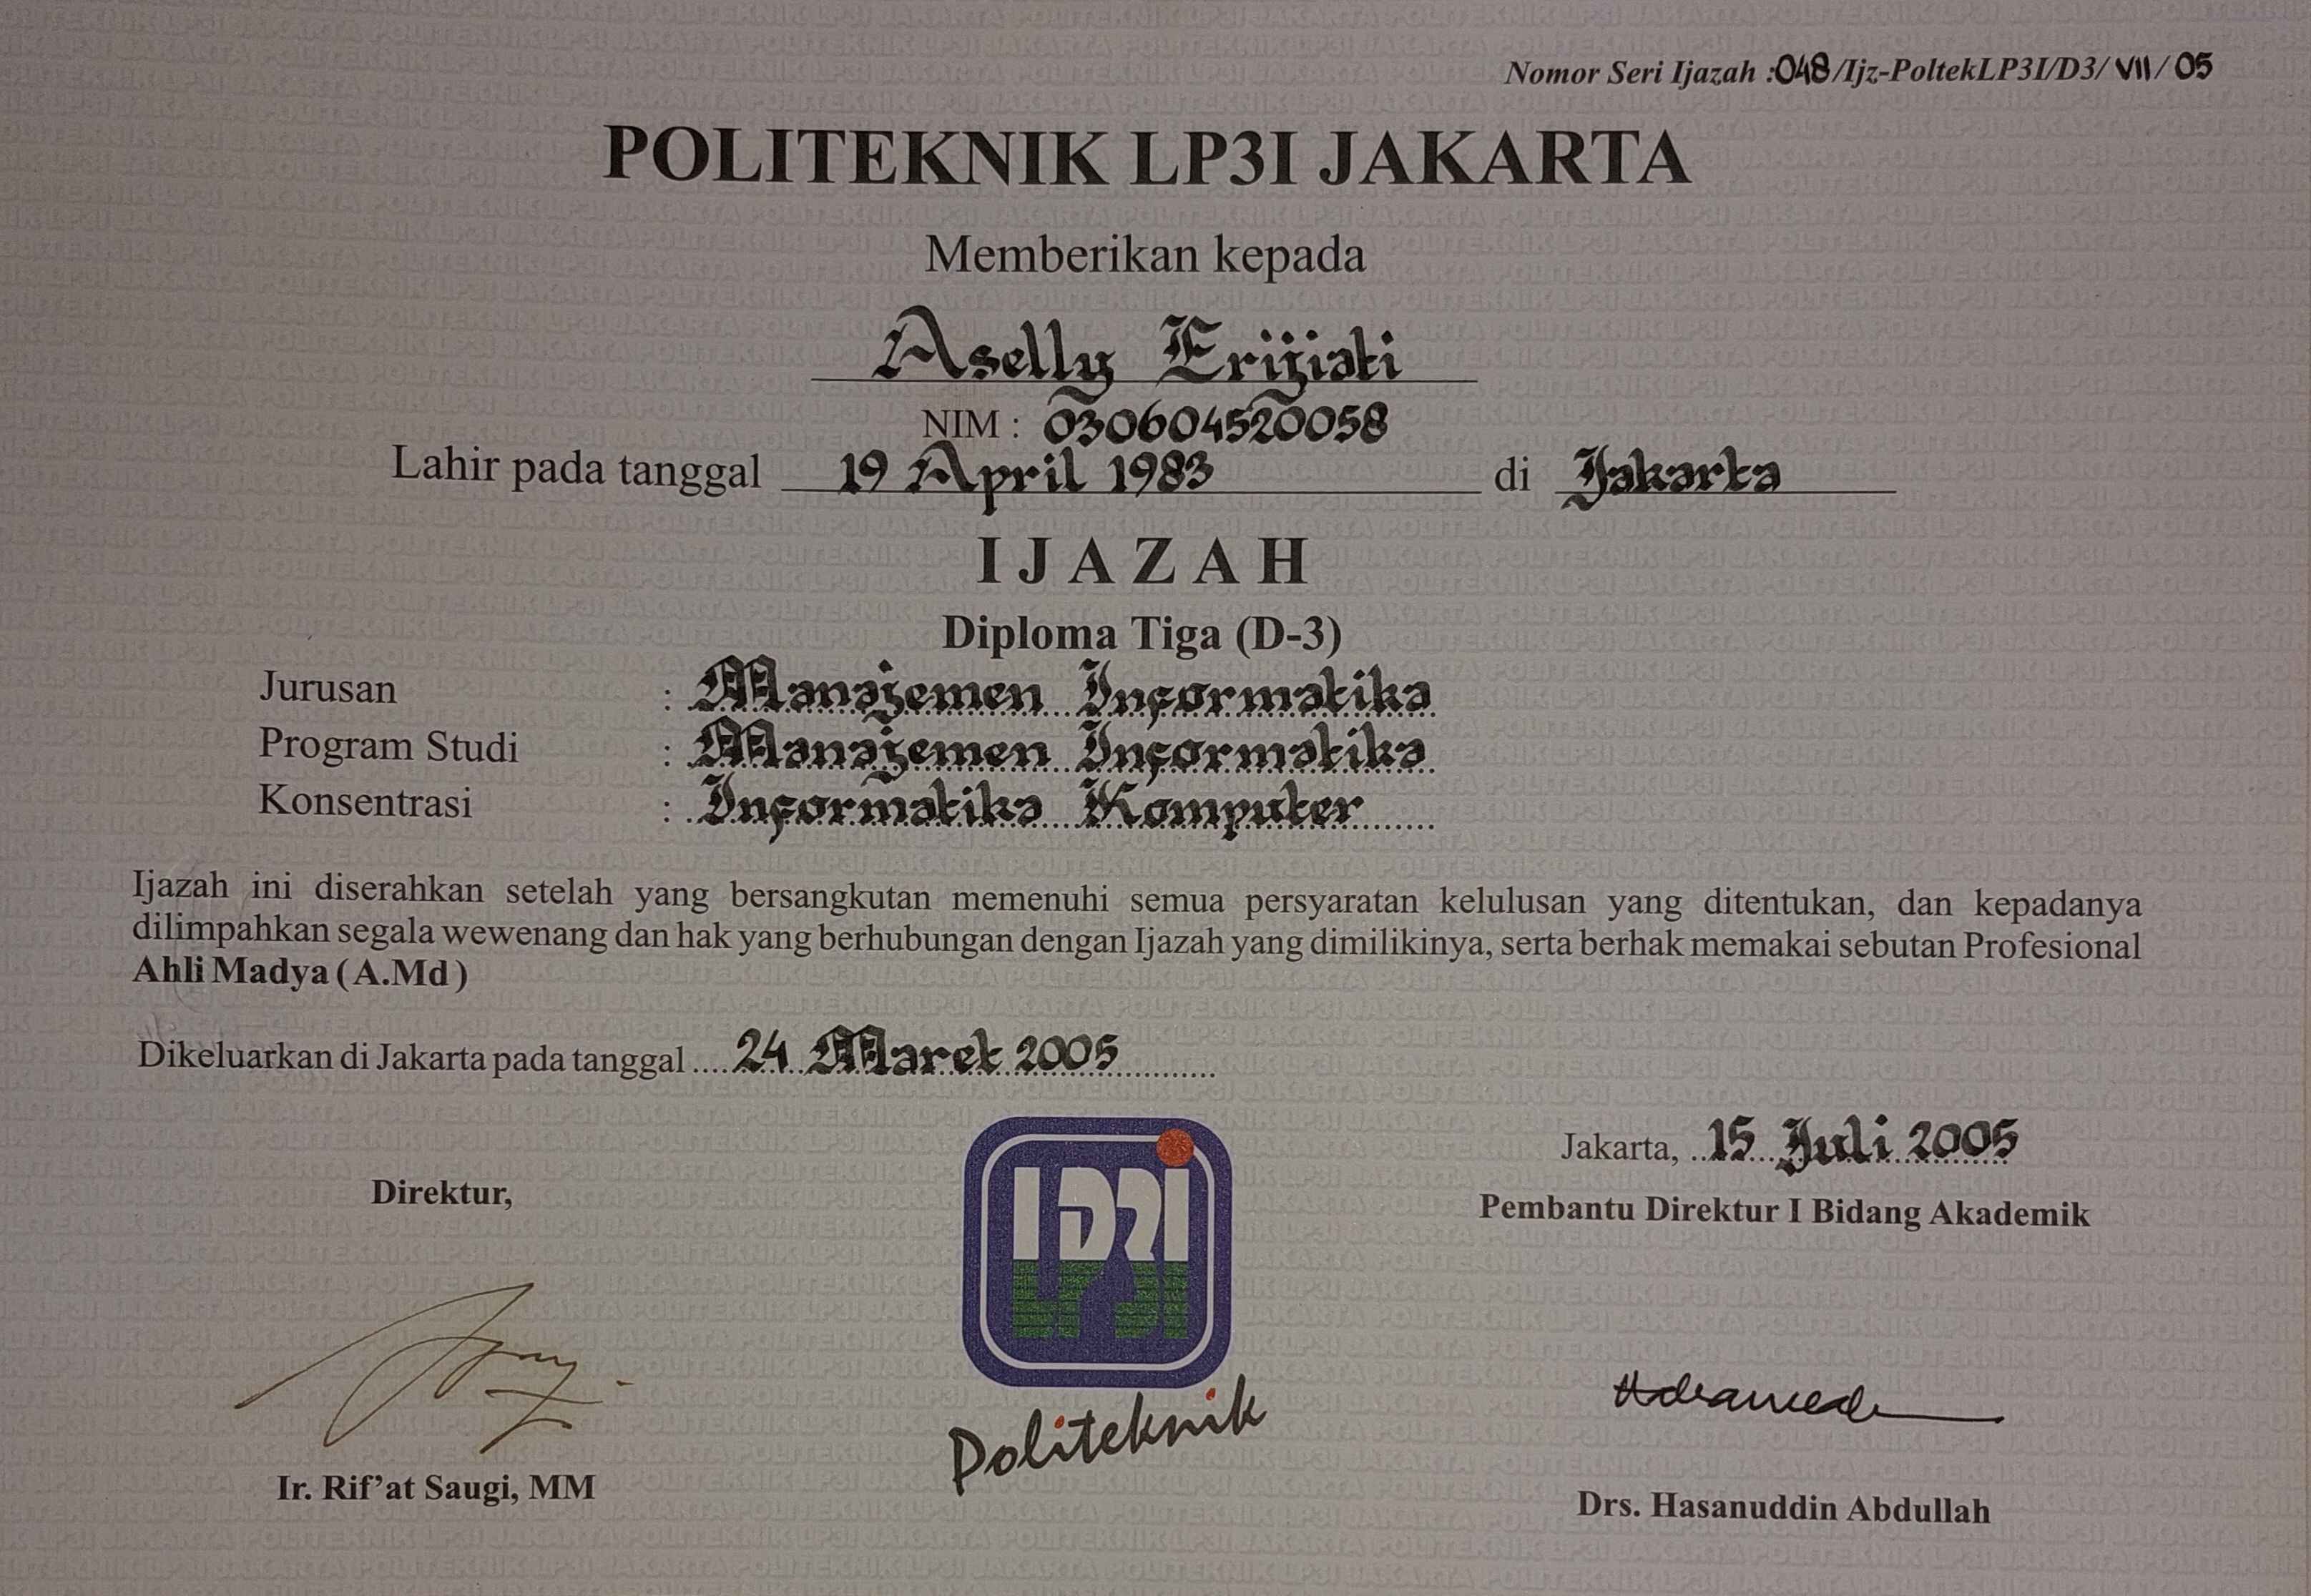 Nomor Seri Ijazah :048/Ijz-PoltekLP3I/D3/VII/05
POLITEKNIK LP3I JAKARTA
Memberikan kepada
Aselly Erijiati
NIM : 030604520058
Lahir pada tanggal 19 April 1983 di Jakarta
IJAZAH
Diploma Tiga (D-3)
Jurusan : Manajemen Informatika
Program Studi : Manajemen Informatika
Konsentrasi : Informatika Komputer
Ijazah ini diserahkan setelah yang bersangkutan memenuhi semua persyaratan kelulusan yang ditentukan, dan kepadanya
dilimpahkan segala wewenang dan hak yang berhubungan dengan Ijazah yang dimilikinya, serta berhak memakai sebutan Profesional
Ahli Madya (A.Md)
Dikeluarkan di Jakarta pada tanggal .... 24 Maret 2005
Jakarta, 15 Juli 2005
Direktur,
Pembantu Direktur I Bidang Akademik
LP3I
Politeknik
Ir. Rif'at Saugi, MM
Drs. Hasanuddin Abdullah